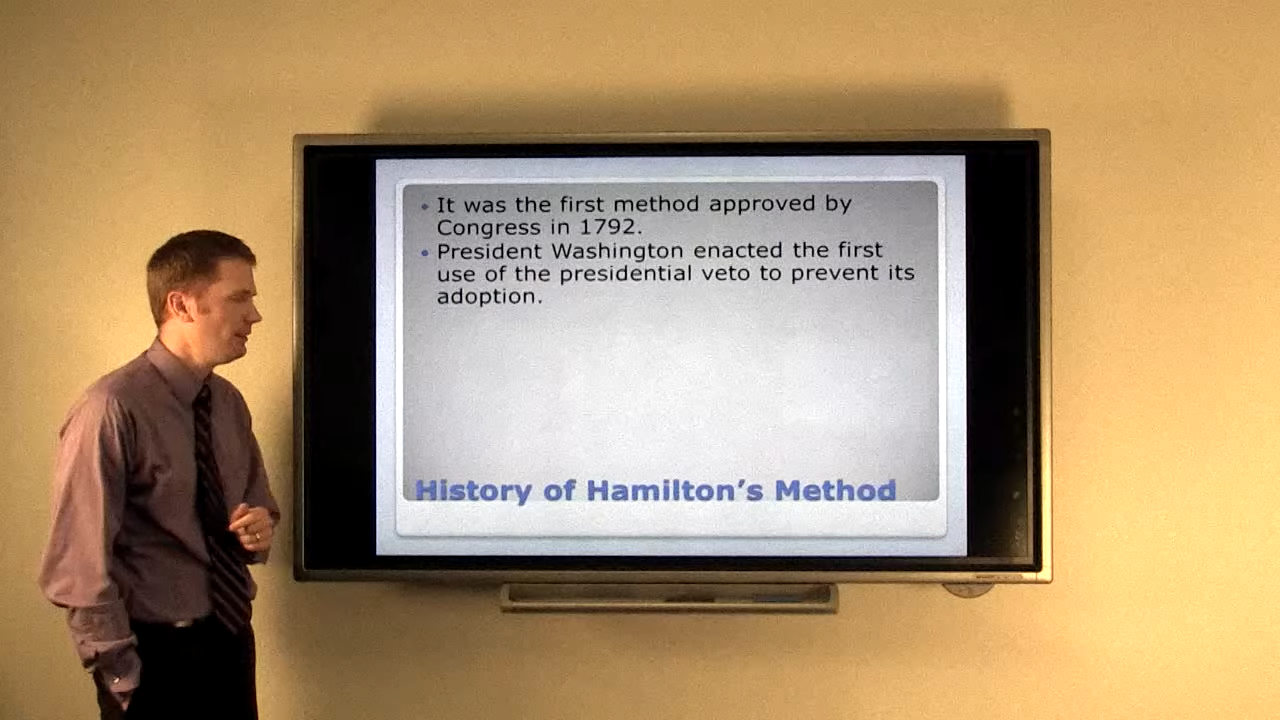 • It was the first method approved by
Congress in 1792.
• President Washington enacted the first
use of the presidential veto to prevent its
adoption.
History of Hamilton's Method